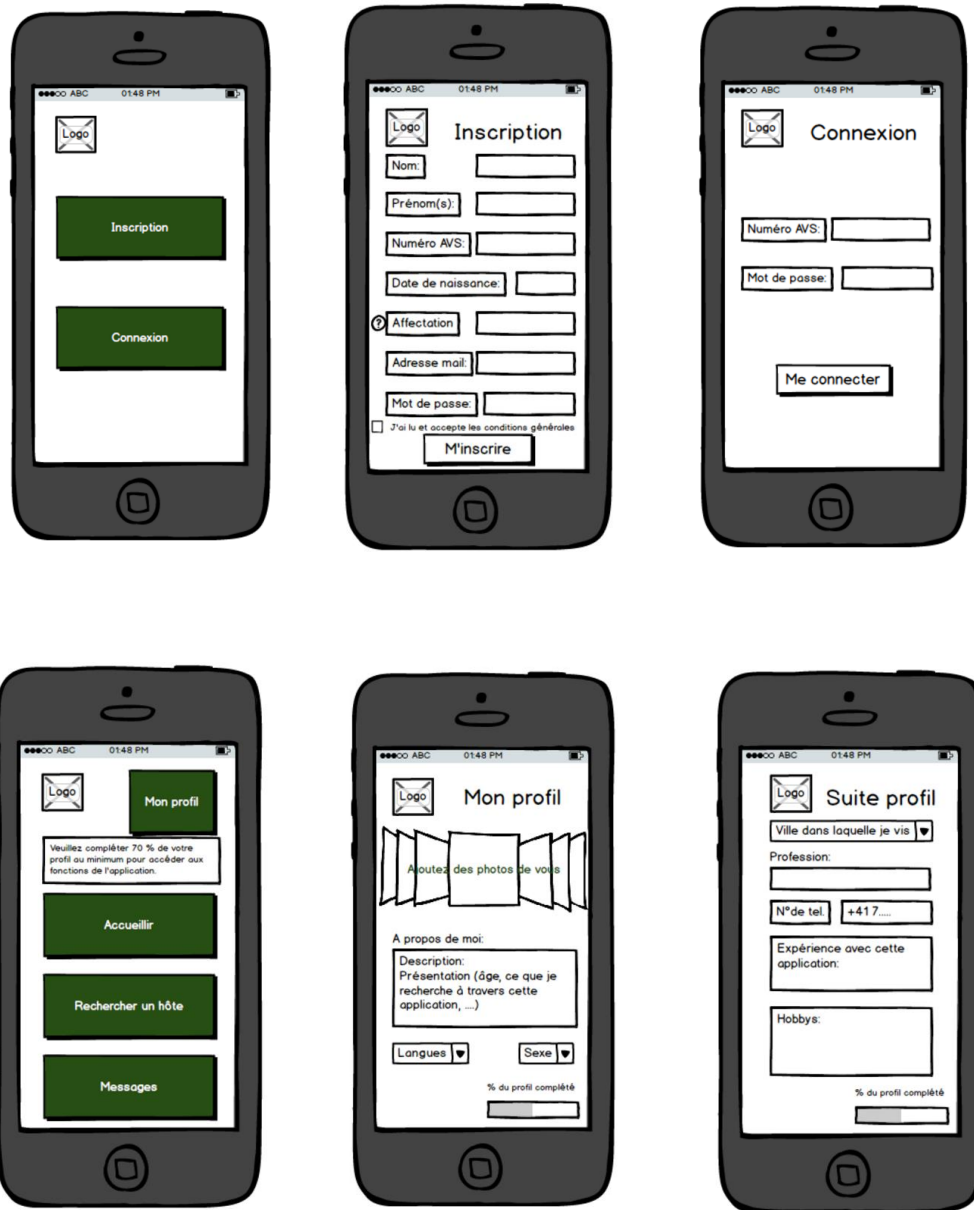 ●●●○○ ABC 01:48 PM
Logo
Inscription
Connexion
●●●○○ ABC 01:48 PM
Logo
Inscription
Nom:
Prénom(s):
Numéro AVS:
Date de naissance:
? Affectation
Adresse mail:
Mot de passe:
J'ai lu et accepte les conditions générales
M'inscrire
●●●○○ ABC 01:48 PM
Logo
Connexion
Numéro AVS:
Mot de passe:
Me connecter
●●●○○ ABC 01:48 PM
Logo
Mon profil
Veuillez complêter 70 % de votre
profil au minimum pour accéder aux
fonctions de l'application.
Accueillir
Rechercher un hôte
Messages
●●●○○ ABC 01:48 PM
Logo
Mon profil
Ajoutez des photos de vous
A propos de moi:
Description:
Présentation (âge, ce que je
recherche à travers cette
application, ....)
Langues
Sexe
% du profil complêté
●●●○○ ABC 01:48 PM
Logo
Suite profil
Ville dans laquelle je vis
Profession:
N°de tel. +41 7.....
Expérience avec cette
application:
Hobbys:
% du profil complêté